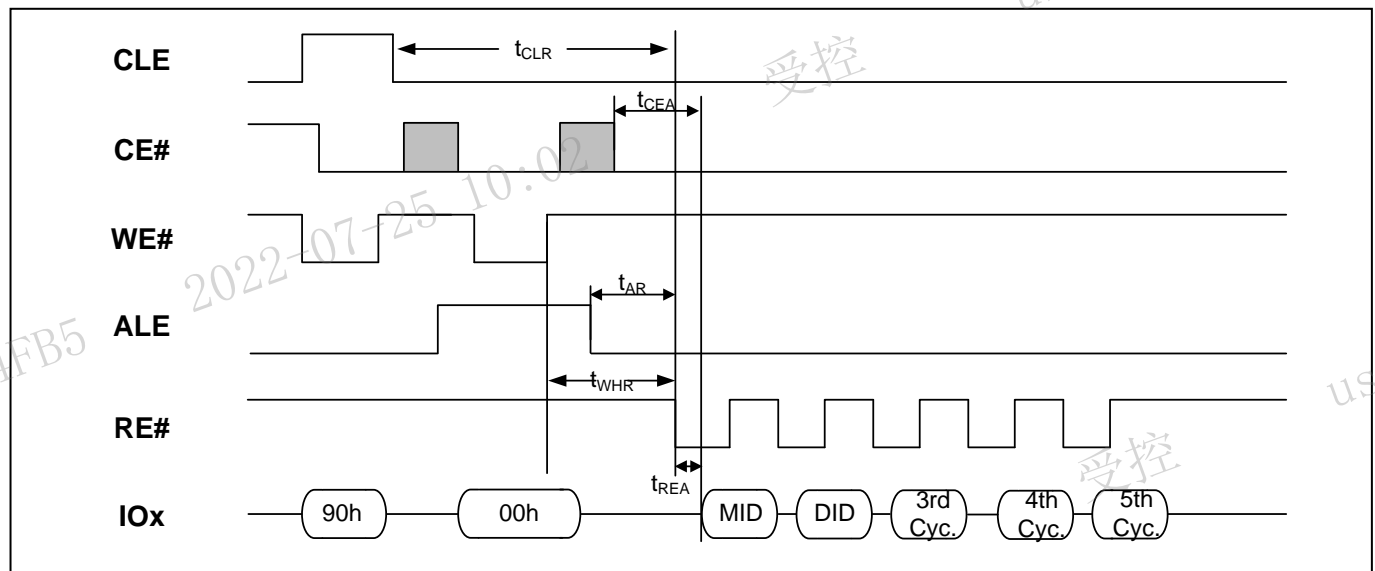 CLE
tCLR
受控
tCEA
CE#
2022-07-25 10:02
WE#
tAR
ALE
FB5
tWHR
us
RE#
受控
tREA
IOx
90h
00h
MID
DID
3rd
Cyc.
4th
Cyc.
5th
Cyc.